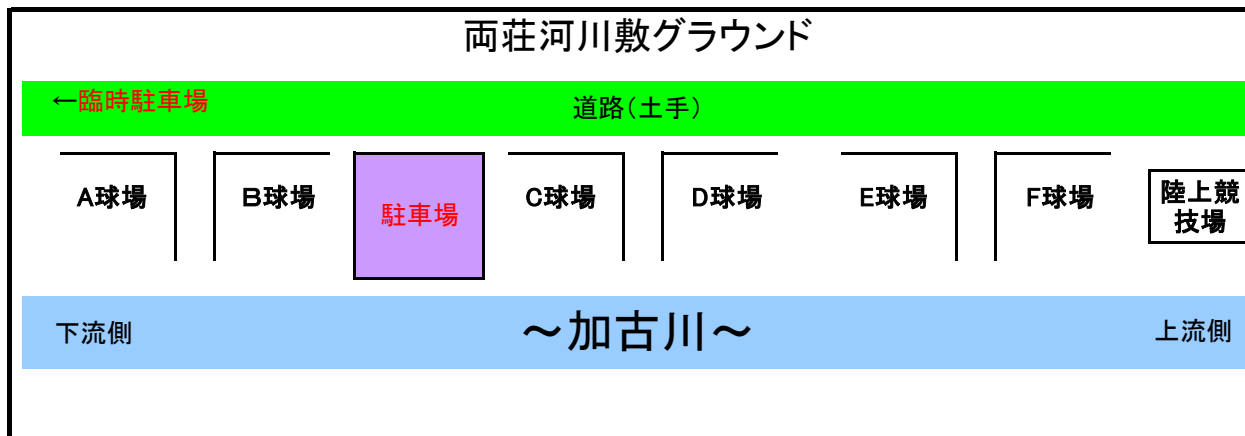 両荘河川敷グラウンド
←臨時駐車場
道路(土手)
A球場
B球場
駐車場
C球場
D球場
E球場
F球場
陸上競
技場
下流側
~加古川~
上流側